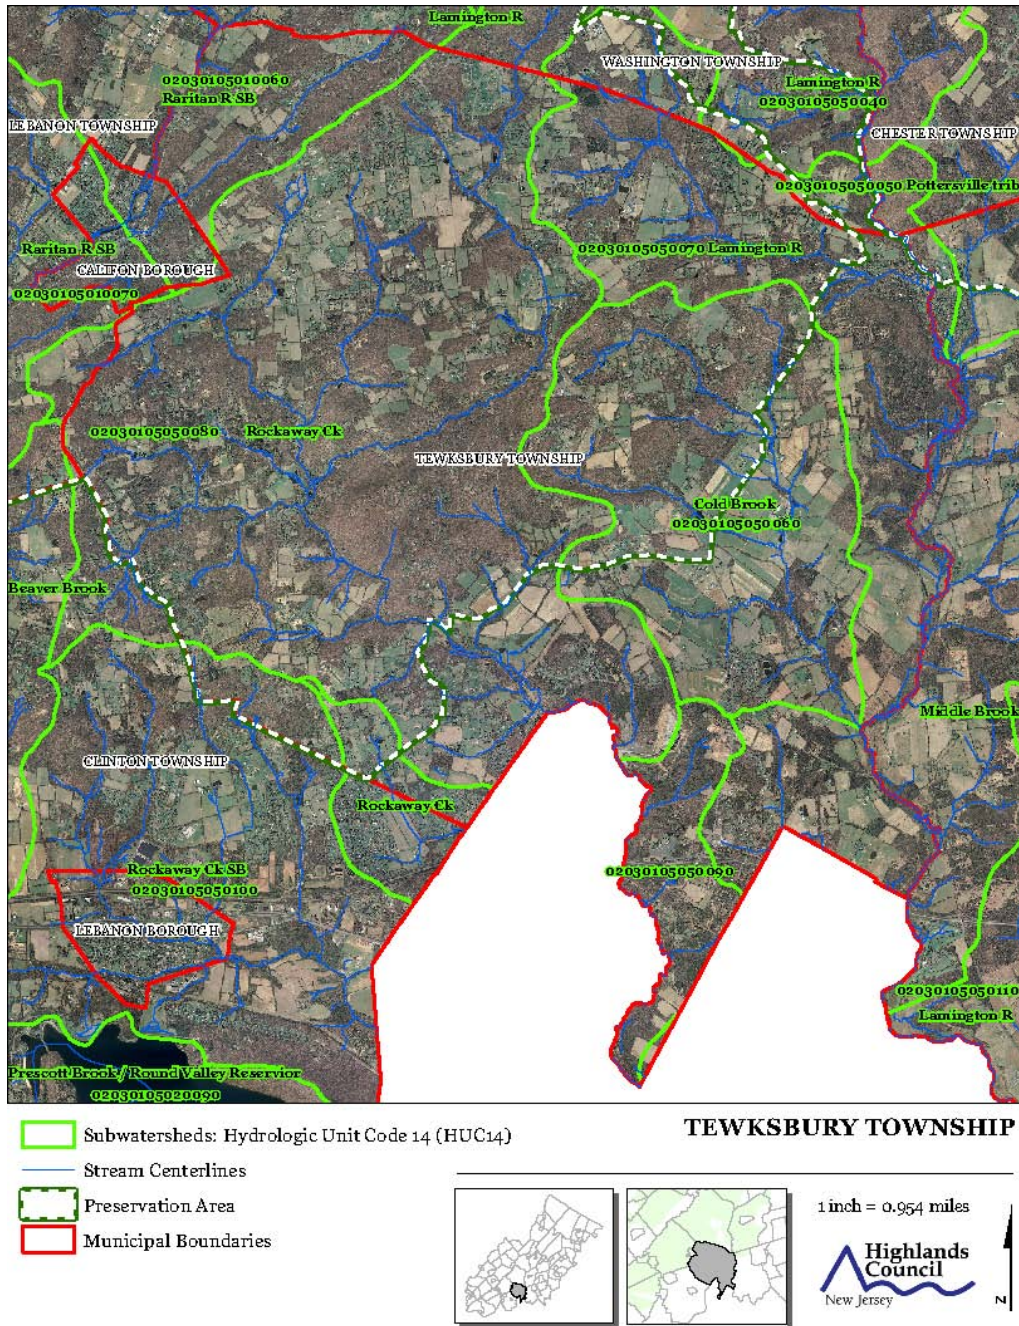 Lamington R
WASHINGTON TOWNSHIP
02030105010060
Raritan R SB
Lamington R
02030105050040
LEBANON TOWNSHIP
CHESTER TOWNSHIP
02030105050050 Pottersville trib
Raritan R SB
02030105050070 Lamington R
CALIFON BOROUGH
02030105010070
02030105050080
Rockaway Ck
TEWKSBURY TOWNSHIP
Cold Brook
02030105050060
Beaver Brook
Middle Brook
CLINTON TOWNSHIP
Rockaway Ck
Rockaway Ck SB
02030105050100
02030105050090
LEBANON BOROUGH
02030105050110
Lamington R
Prescott Brook / Round Valley Reservior
02030105020090
TEWKSBURY TOWNSHIP
Subwatersheds: Hydrologic Unit Code 14 (HUC14)
Stream Centerlines
Preservation Area
Municipal Boundaries
1 inch = 0.954 miles
Highlands
Council
New Jersey
N